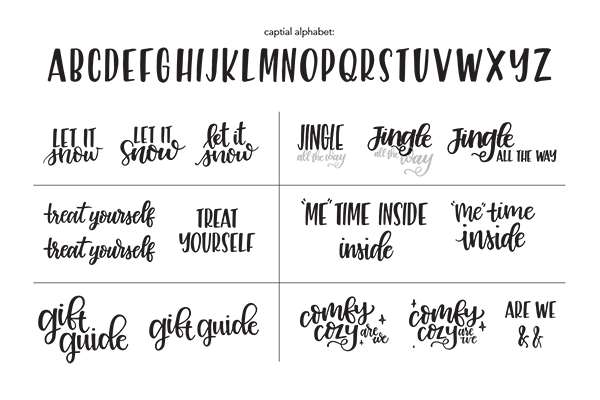 captial alphabet:
ABCDEFGHIJKLMNOPQRSTUVWXYZ
LET IT
snow
LET IT
Snow
let it
snow
JINGLE
all the way
Jingle
all the way
Jingle
ALL THE WAY
treat yourself
treat yourself
TREAT
YOURSELF
"ME" TIME INSIDE
inside
"me" time
inside
gift
guide
gift guide
comfy
cozy are
we
comfy
cozy are
we
ARE WE
& &